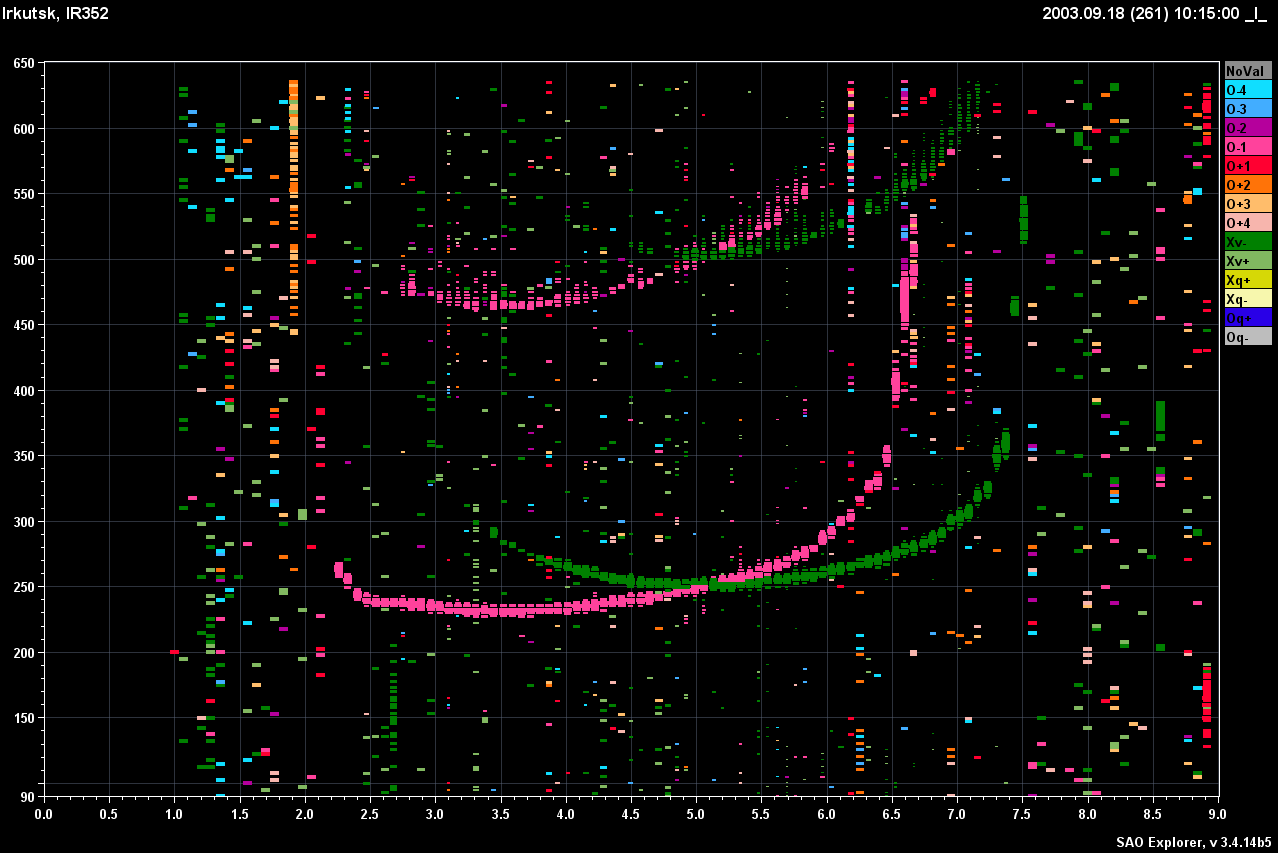 Irkutsk, IR352
2003.09.18 (261) 10:15:00 _|_
650
600
550
500
450
400
350
300
250
200
150
90
0.0 0.5 1.0 1.5 2.0 2.5 3.0 3.5 4.0 4.5 5.0 5.5 6.0 6.5 7.0 7.5 8.0 8.5 9.0
NoVal
O-4
O-3
O-2
O-1
O+1
O+2
O+3
O+4
Xv-
Xv+
Xq+
Xq-
Oq+
Oq-
SAO Explorer, v 3.4.14b5